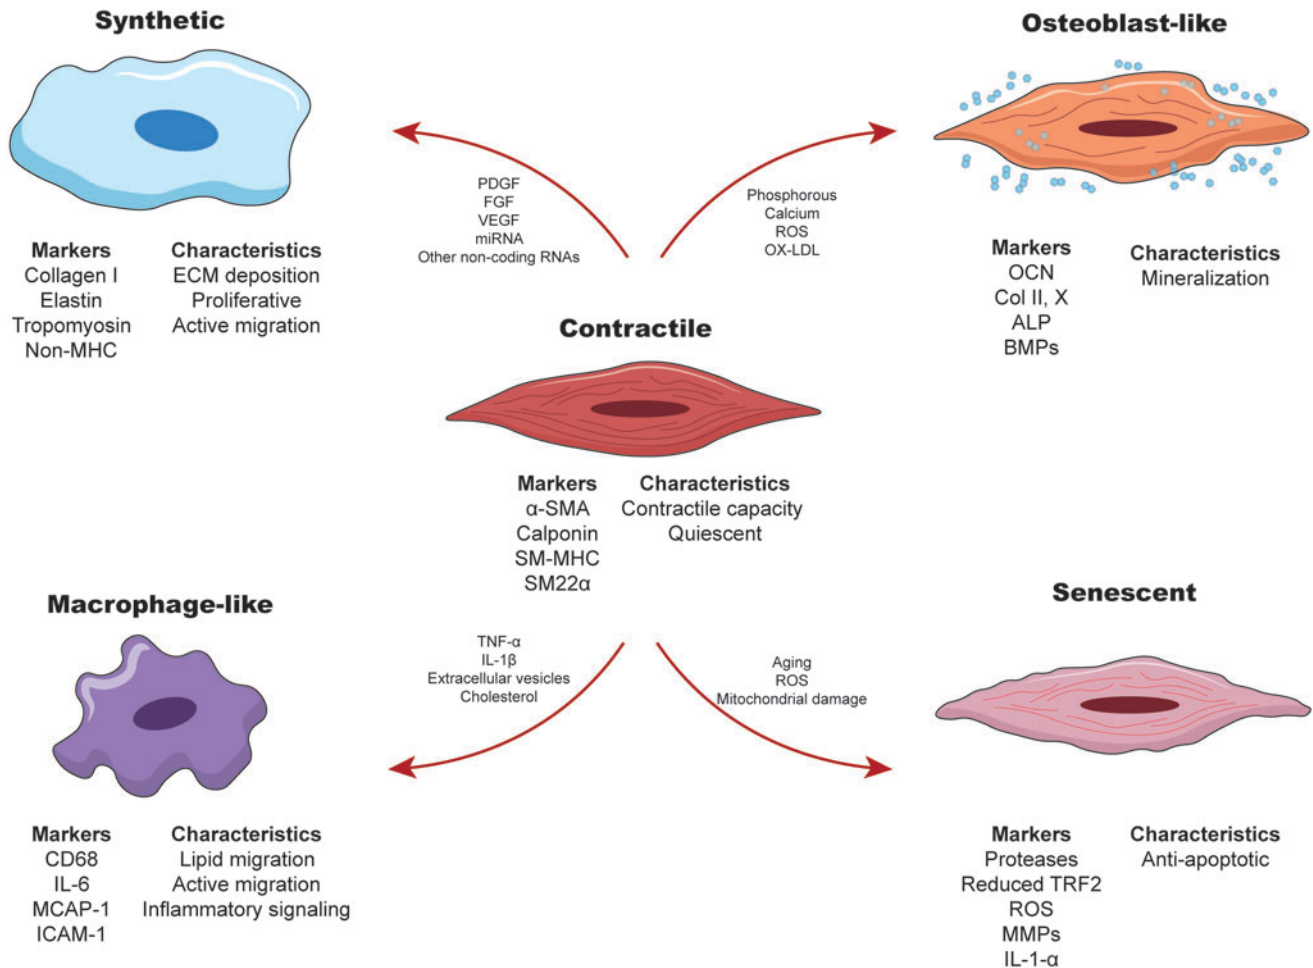 Synthetic
Osteoblast-like
PDGF
FGF
VEGF
miRNA
Other non-coding RNAs
Phosphorous
Calcium
ROS
OX-LDL
Markers
Collagen I
Elastin
Tropomyosin
Non-MHC
Characteristics
ECM deposition
Proliferative
Active migration
Markers
OCN
Col II, X
ALP
BMPs
Characteristics
Mineralization
Contractile
Markers
α-SMA
Calponin
SM-MHC
SM22α
Characteristics
Contractile capacity
Quiescent
Macrophage-like
Senescent
TNF-α
IL-1β
Extracellular vesicles
Cholesterol
Aging
ROS
Mitochondrial damage
Markers
CD68
IL-6
MCAP-1
ICAM-1
Characteristics
Lipid migration
Active migration
Inflammatory signaling
Markers
Proteases
Reduced TRF2
ROS
MMPs
IL-1-α
Characteristics
Anti-apoptotic